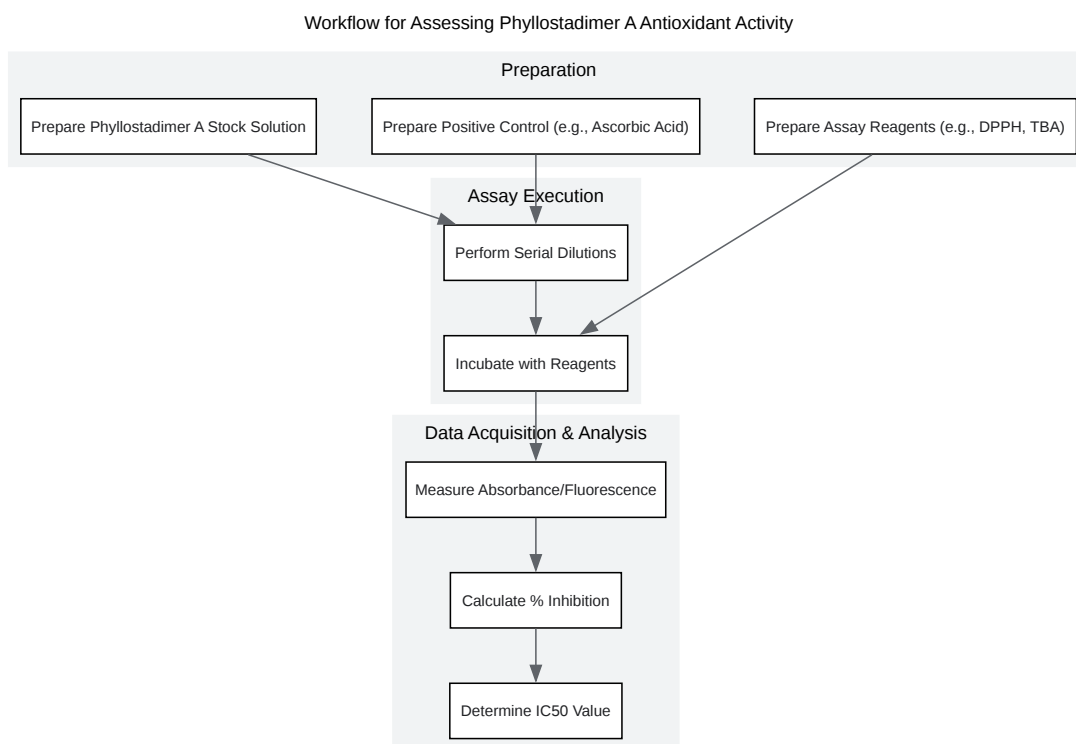 Workflow for Assessing Phyllostadimer A Antioxidant Activity
Preparation
Prepare Phyllostadimer A Stock Solution
Prepare Positive Control (e.g., Ascorbic Acid)
Prepare Assay Reagents (e.g., DPPH, TBA)
Assay Execution
Perform Serial Dilutions
Incubate with Reagents
Data Acquisition & Analysis
Measure Absorbance/Fluorescence
Calculate % Inhibition
Determine IC50 Value